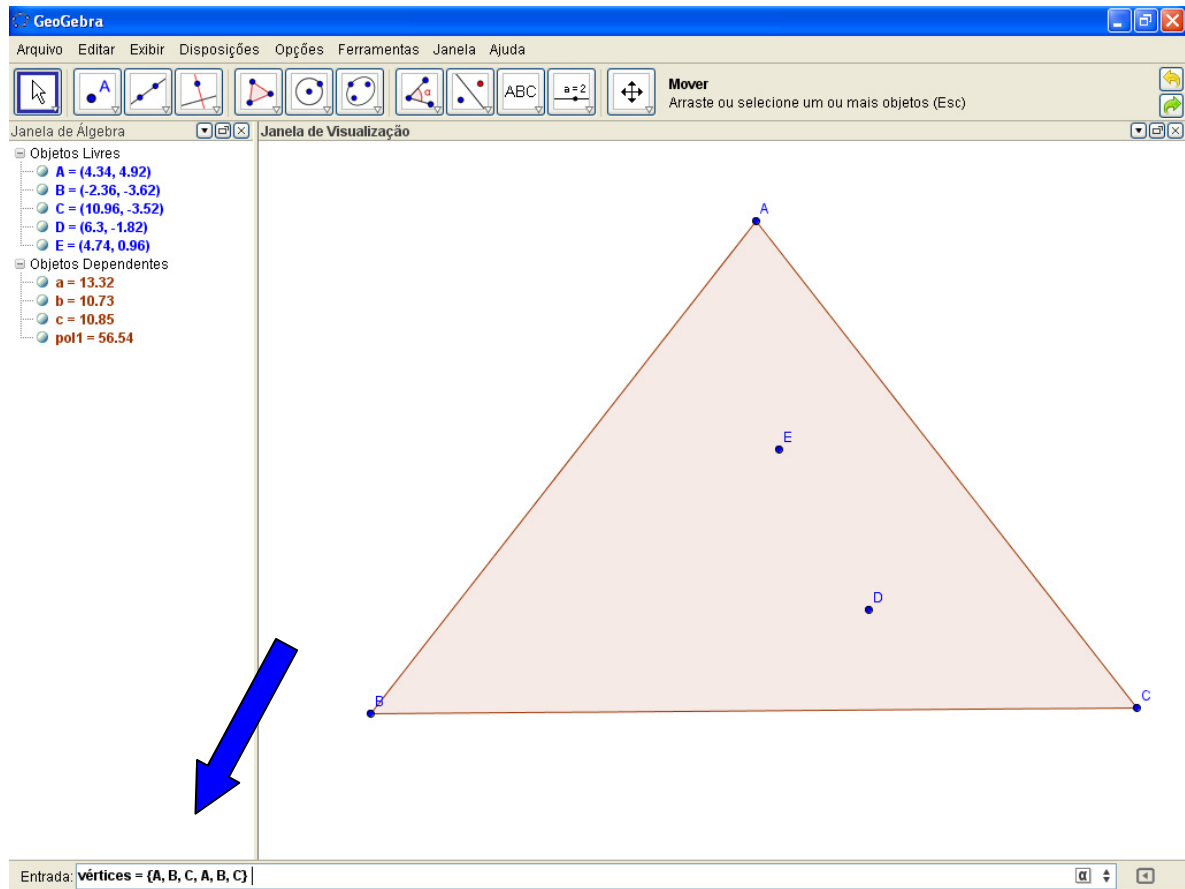 GeoGebra
Arquivo Editar Exibir Disposições Opções Ferramentas Janela Ajuda
A
α
ABC
a=2
Mover
Arraste ou selecione um ou mais objetos (Esc)
Janela de Álgebra
Janela de Visualização
Objetos Livres
A = (4.34, 4.92)
B = (-2.36, -3.62)
C = (10.96, -3.52)
D = (6.3, -1.82)
E = (4.74, 0.96)
Objetos Dependentes
a = 13.32
b = 10.73
c = 10.85
pol1 = 56.54
A
E
D
B
C
Entrada: vértices = {A, B, C, A, B, C}
α